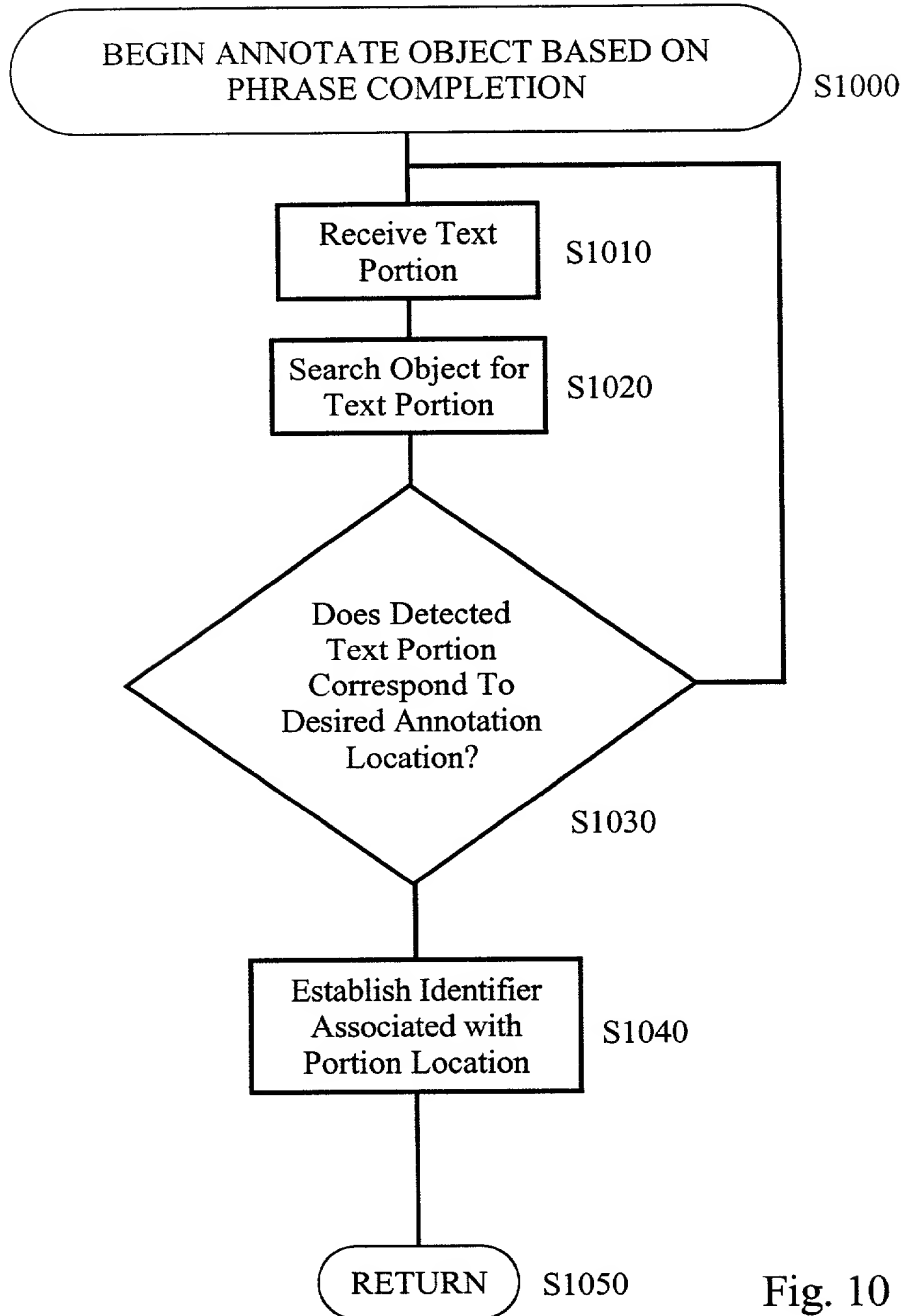 BEGIN ANNOTATE OBJECT BASED ON
PHRASE COMPLETION
S1000
Receive Text
Portion
S1010
Search Object for
Text Portion
S1020
Does Detected
Text Portion
Correspond To
Desired Annotation
Location?
S1030
Establish Identifier
Associated with
Portion Location
S1040
RETURN
S1050
Fig. 10